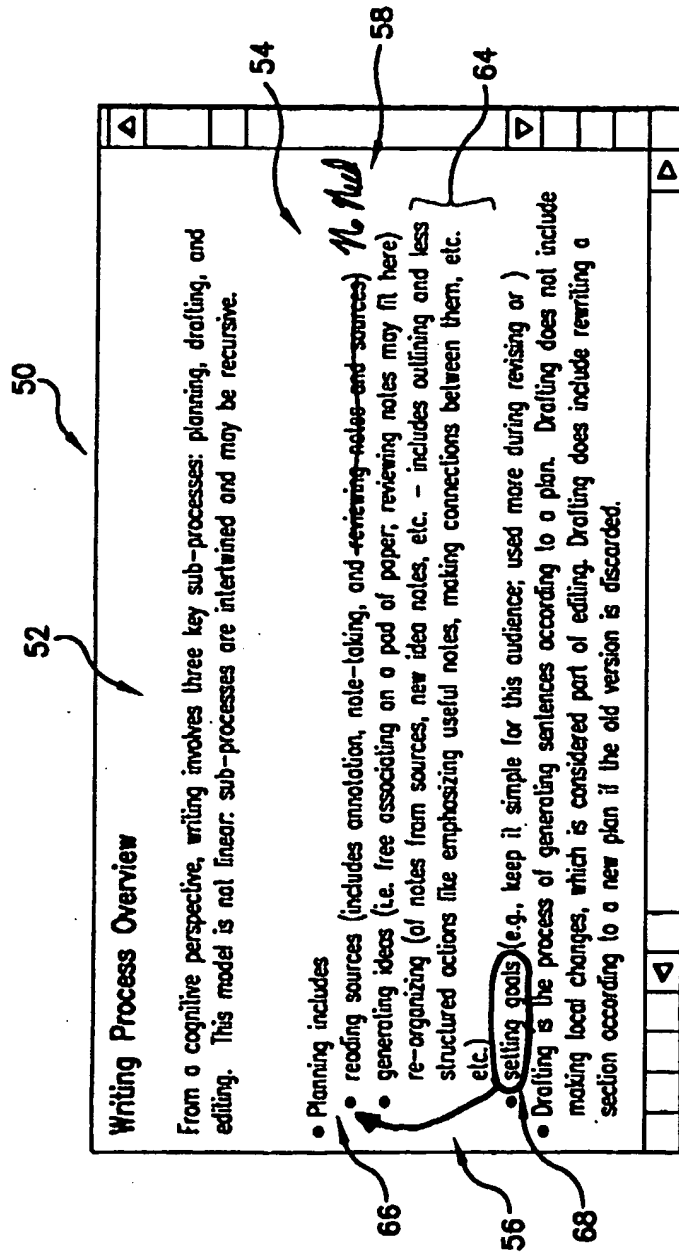 50
52
54
58
64
66
56
68
Writing Process Overview
From a cognitive perspective, writing involves three key sub-processes: planning, drafting, and
editing. This model is not linear: sub-processes are intertwined and may be recursive.
• Planning includes
• reading sources (includes annotation, note-taking, and reviewing notes and sources) No Need
• generating ideas (i.e. free associating on a pad of paper; reviewing notes may fit here)
• re-organizing (of notes from sources, new idea notes, etc. – includes outlining and less
structured actions like emphasizing useful notes, making connections between them, etc.
etc.)
• setting goals (e.g., keep it simple for this audience; used more during revising or )
• Drafting is the process of generating sentences according to a plan. Drafting does not include
making local changes, which is considered part of editing. Drafting does include rewriting a
section according to a new plan if the old version is discarded.